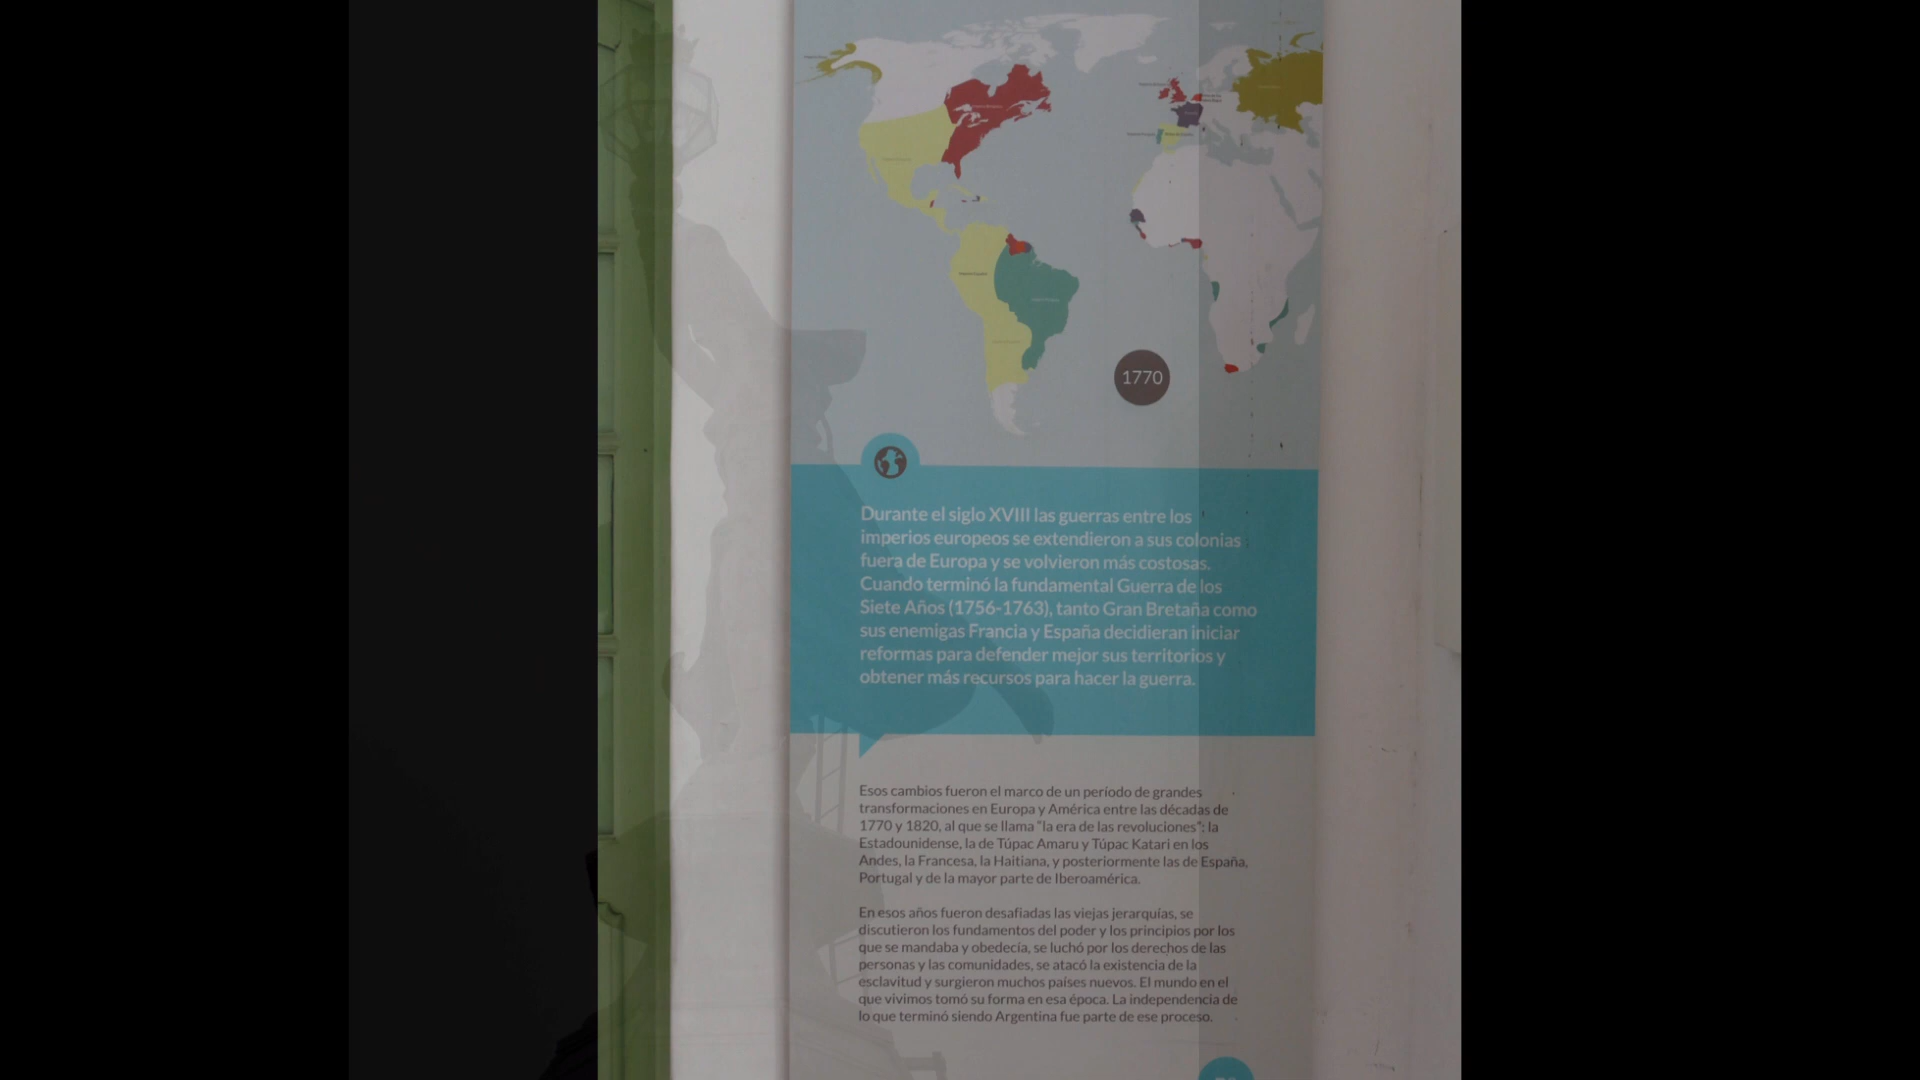 1770
Durante el siglo XVIII las guerras entre los
imperios europeos se extendieron a sus colonias
fuera de Europa y se volvieron más costosas.
Cuando terminó la fundamental Guerra de los
Siete Años (1756-1763), tanto Gran Bretaña como
sus enemigas Francia y España decidieran iniciar
reformas para defender mejor sus territorios y
obtener más recursos para hacer la guerra.
Esos cambios fueron el marco de un período de grandes
transformaciones en Europa y América entre las décadas de
1770 y 1820, al que se llama "la era de las revoluciones": la
Estadounidense, la de Túpac Amaru y Túpac Katari en los
Andes, la Francesa, la Haitiana, y posteriormente las de España,
Portugal y de la mayor parte de Iberoamérica.
En esos años fueron desafiadas las viejas jerarquías, se
discutieron los fundamentos del poder y los principios por los
que se mandaba y obedecía, se luchó por los derechos de las
personas y las comunidades, se atacó la existencia de la
esclavitud y surgieron muchos países nuevos. El mundo en el
que vivimos tomó su forma en esa época. La independencia de
lo que terminó siendo Argentina fue parte de ese proceso.